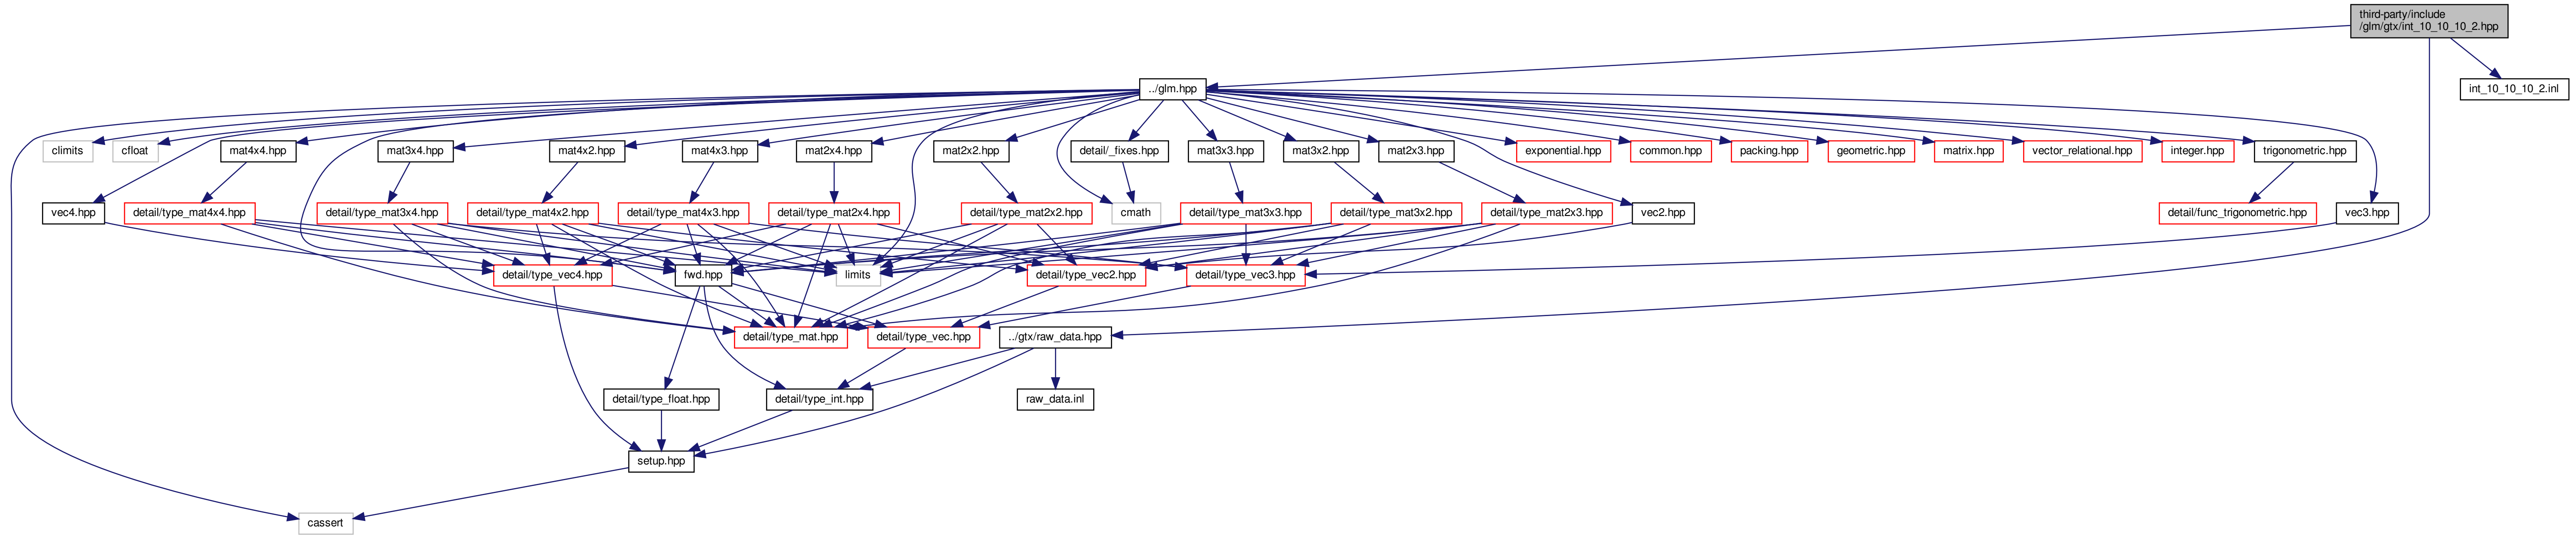 third-party/include
/glm/gtx/int_10_10_10_2.hpp
../glm.hpp
int_10_10_10_2.inl
climits
cfloat
mat4x4.hpp
mat3x4.hpp
mat4x2.hpp
mat4x3.hpp
mat2x4.hpp
mat2x2.hpp
detail/_fixes.hpp
mat3x3.hpp
mat3x2.hpp
mat2x3.hpp
exponential.hpp
common.hpp
packing.hpp
geometric.hpp
matrix.hpp
vector_relational.hpp
integer.hpp
trigonometric.hpp
vec4.hpp
detail/type_mat4x4.hpp
detail/type_mat3x4.hpp
detail/type_mat4x2.hpp
detail/type_mat4x3.hpp
detail/type_mat2x4.hpp
detail/type_mat2x2.hpp
cmath
detail/type_mat3x3.hpp
detail/type_mat3x2.hpp
detail/type_mat2x3.hpp
vec2.hpp
detail/func_trigonometric.hpp
vec3.hpp
detail/type_vec4.hpp
fwd.hpp
limits
detail/type_vec2.hpp
detail/type_vec3.hpp
detail/type_mat.hpp
detail/type_vec.hpp
../gtx/raw_data.hpp
detail/type_float.hpp
detail/type_int.hpp
raw_data.inl
setup.hpp
cassert